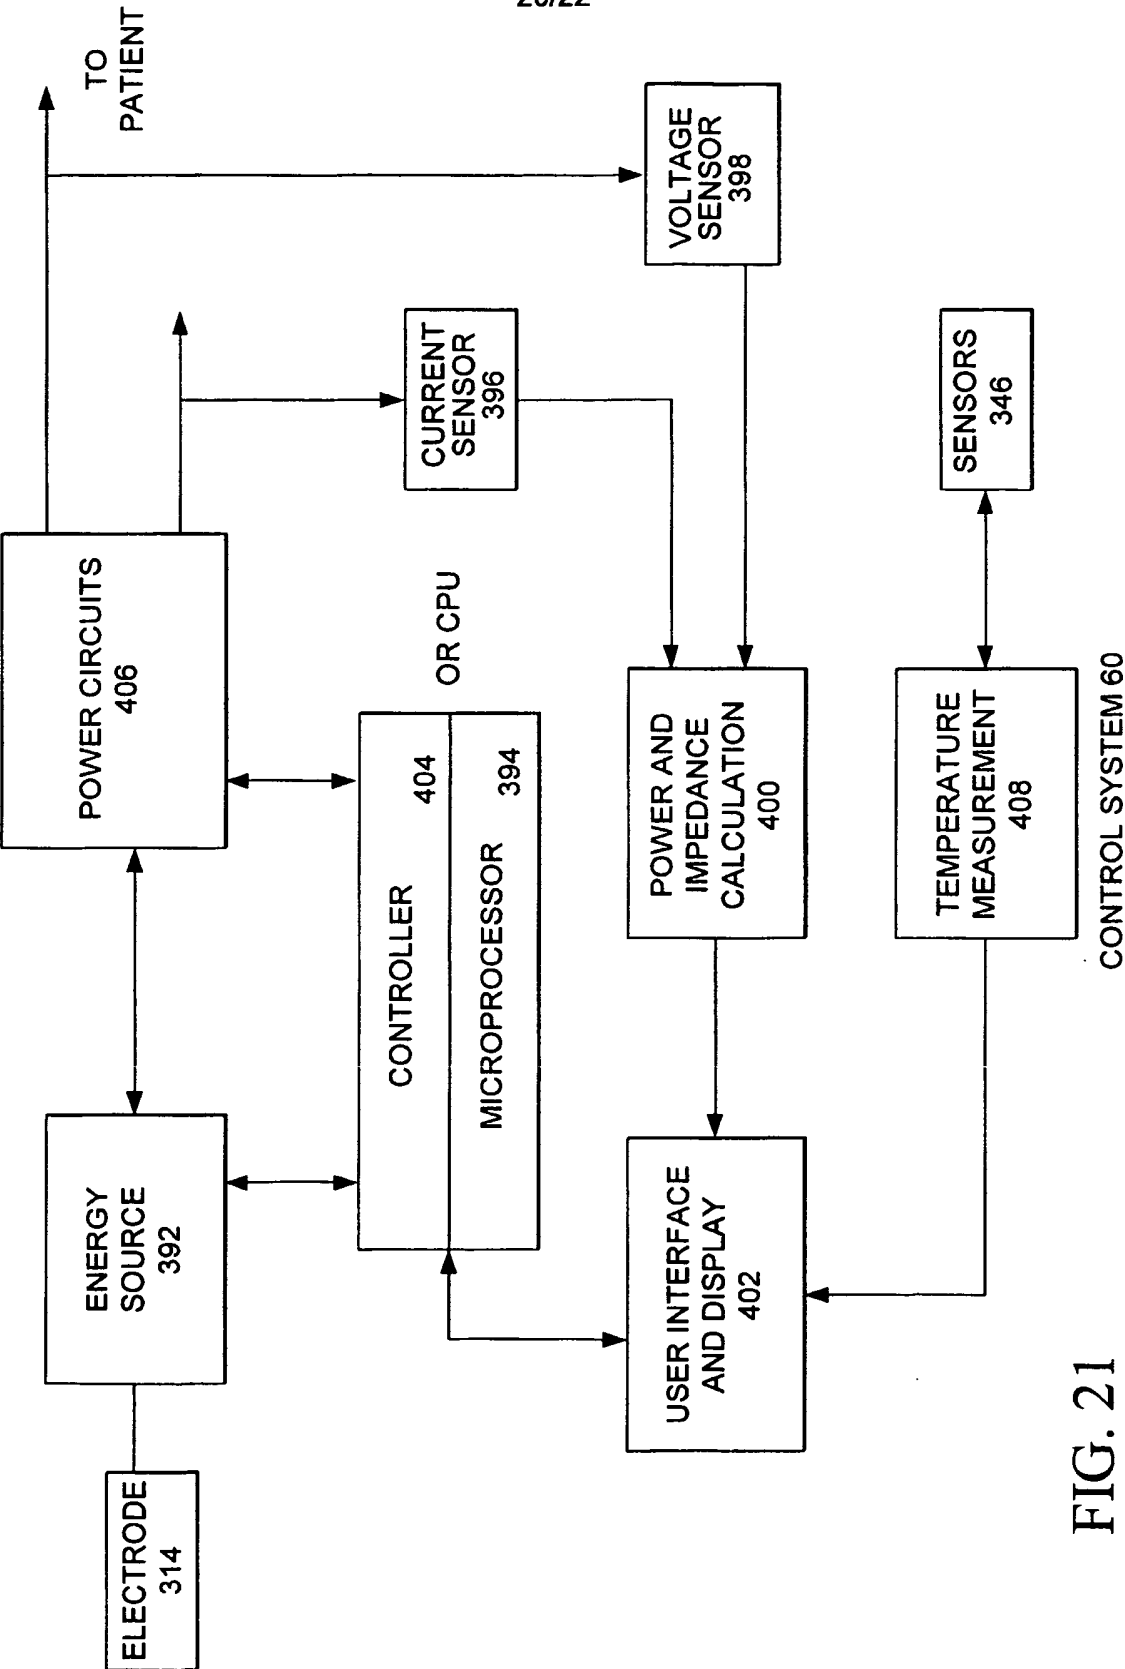 ELECTRODE
314
ENERGY
SOURCE
392
POWER CIRCUITS
406
TO
PATIENT
CONTROLLER
404
MICROPROCESSOR
394
OR CPU
CURRENT
SENSOR
396
VOLTAGE
SENSOR
398
USER INTERFACE
AND DISPLAY
402
POWER AND
IMPEDANCE
CALCULATION
400
TEMPERATURE
MEASUREMENT
408
SENSORS
346
CONTROL SYSTEM 60
FIG. 21